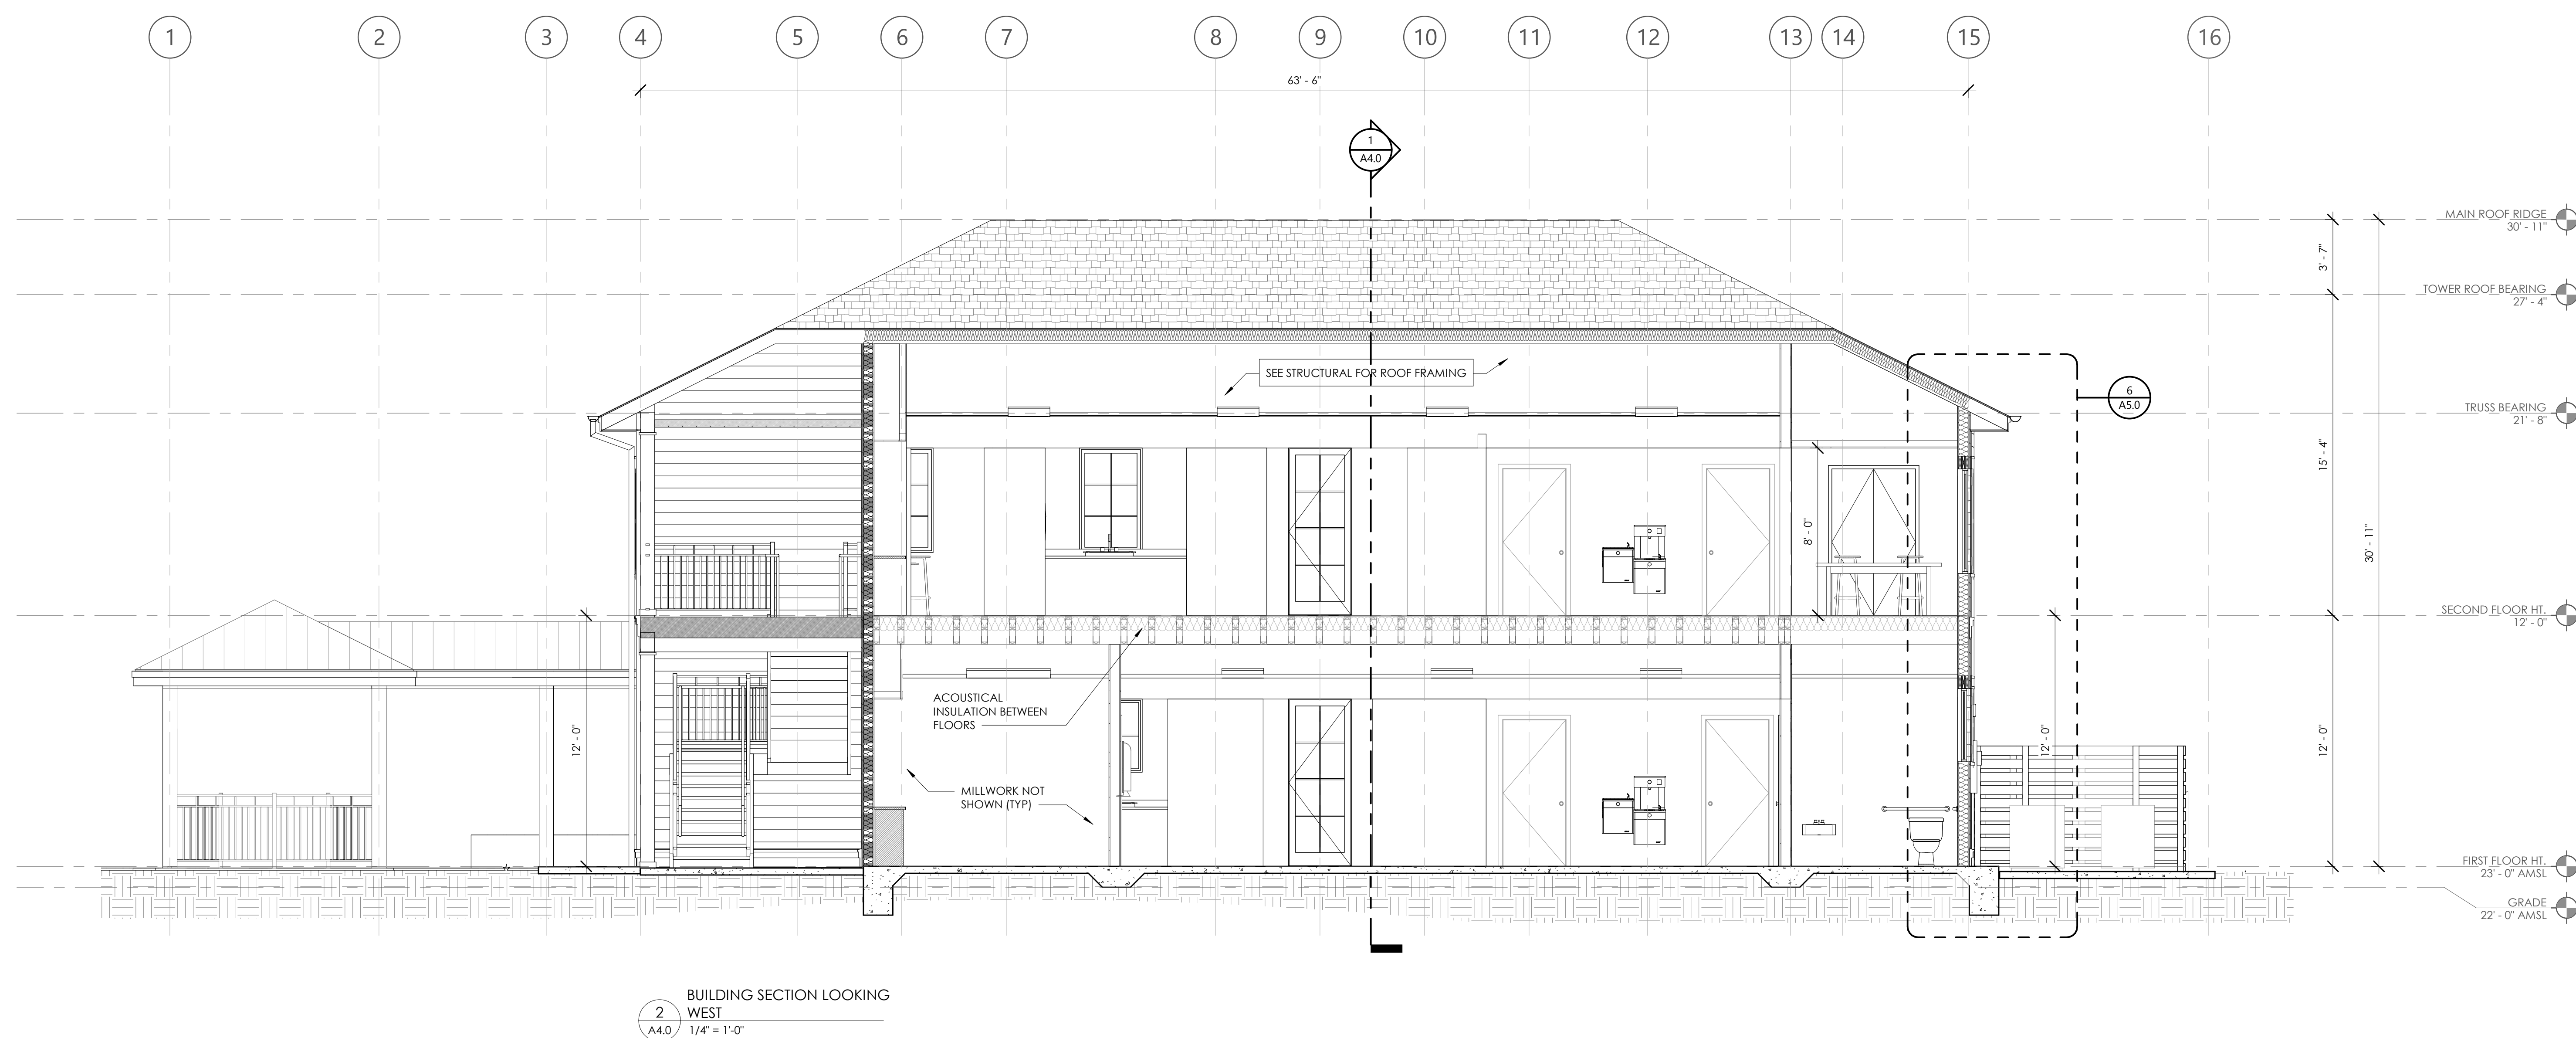 1 2 3 4 5 6 7 8 9 10 11 12 13 14 15 16
63' - 6"
1
A4.0
MAIN ROOF RIDGE
30' - 11"
3' - 7"
TOWER ROOF BEARING
27' - 4"
SEE STRUCTURAL FOR ROOF FRAMING
6
A5.0
TRUSS BEARING
21' - 8"
15' - 4"
8' - 0"
30' - 11"
SECOND FLOOR HT.
12' - 0"
ACOUSTICAL
INSULATION BETWEEN
FLOORS
12' - 0"
12' - 0"
12' - 0"
MILLWORK NOT
SHOWN (TYP)
FIRST FLOOR HT.
23' - 0" AMSL
GRADE
22' - 0" AMSL
2
A4.0
BUILDING SECTION LOOKING
WEST
1/4" = 1'-0"